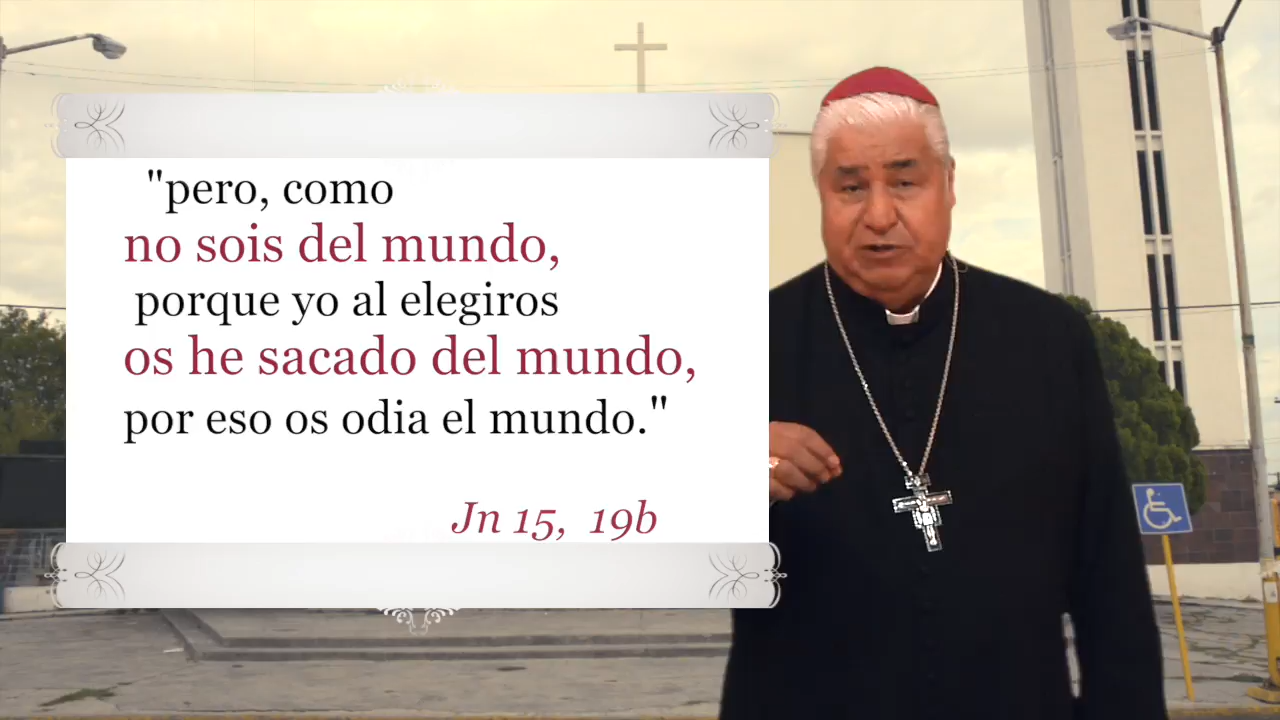 "pero, como
no sois del mundo,
porque yo al elegiros
os he sacado del mundo,
por eso os odia el mundo."
Jn 15, 19b